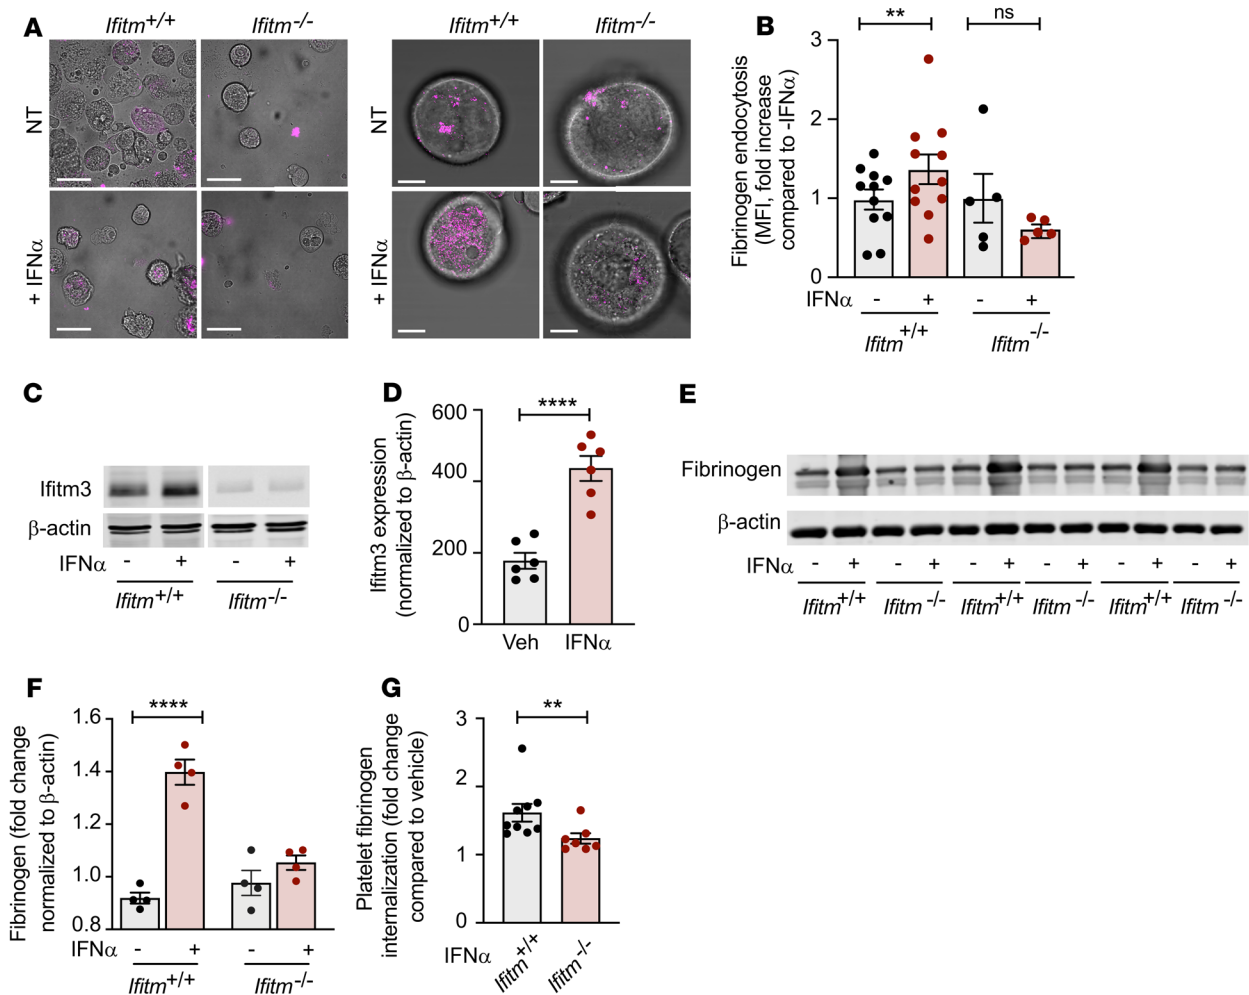 A
Ifitm+/+
Ifitm-/-
NT
+ IFNα
Ifitm+/+
Ifitm-/-
NT
+ IFNα
B
Fibrinogen endocytosis
(MFI, fold increase
compared to -IFNα)
3
2
1
0
**
ns
IFNα - + - +
Ifitm+/+ Ifitm-/-
C
Ifitm3
β-actin
IFNα - + - +
Ifitm+/+ Ifitm-/-
D
Ifitm3 expression
(normalized to β-actin)
600
400
200
0
****
Veh IFNα
E
Fibrinogen
β-actin
IFNα - + - + - + - + - + - +
Ifitm+/+ Ifitm -/- Ifitm+/+ Ifitm -/- Ifitm+/+ Ifitm -/-
F
Fibrinogen (fold change
normalized to β-actin)
1.6
1.4
1.2
1.0
0.8
****
IFNα - + - +
Ifitm+/+ Ifitm-/-
G
Platelet fibrinogen
internalization (fold change
compared to vehicle)
3
2
1
0
**
IFNα
Ifitm+/+ Ifitm-/-